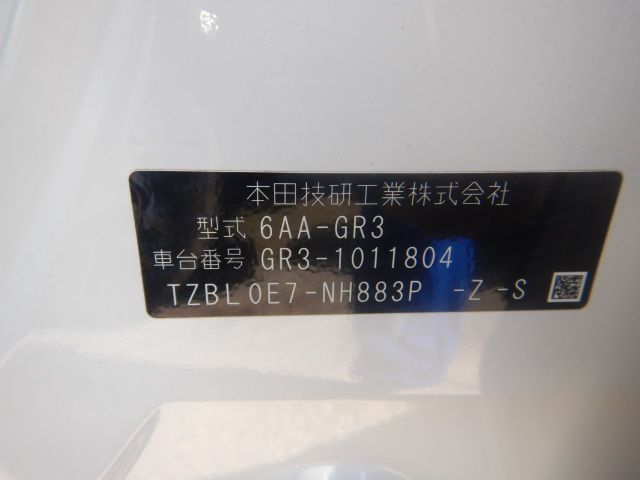 本田技研工業株式会社
型式 6AA-GR3
車台番号 GR3-1011804
TZBL0E7-NH883P -Z -S